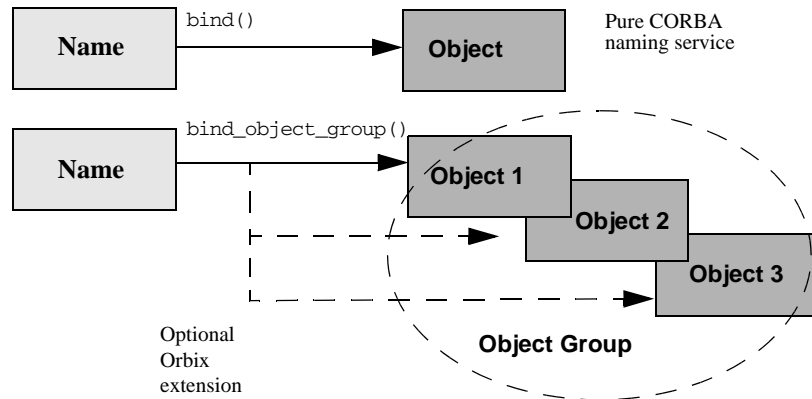 bind()
Name
Object
Pure CORBA
naming service
bind_object_group()
Name
Object 1
Object 2
Object 3
Optional
Orbix
extension
Object Group